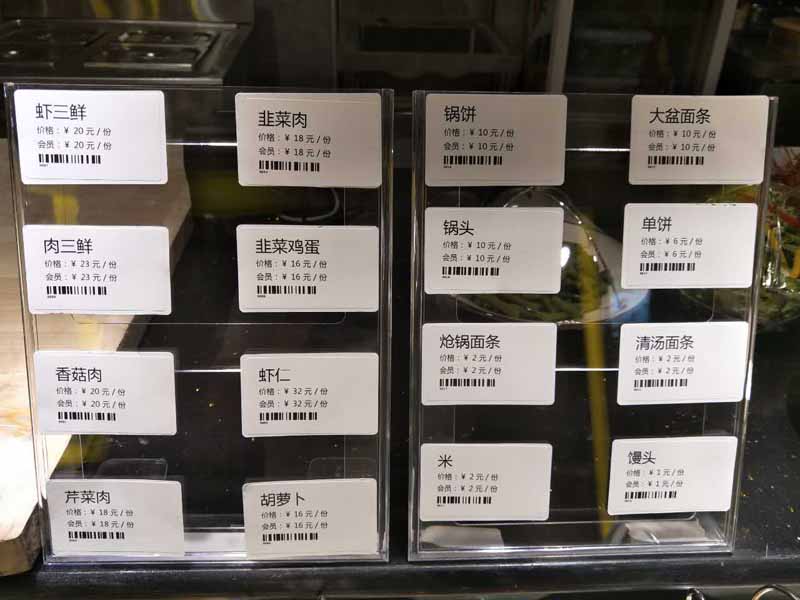 虾三鲜
价格：￥ 20 元 / 份
会员：￥ 20 元 / 份
韭菜肉
价格：￥ 18 元 / 份
会员：￥ 18 元 / 份
肉三鲜
价格：￥ 23 元 / 份
会员：￥ 23 元 / 份
韭菜鸡蛋
价格：￥ 16 元 / 份
会员：￥ 16 元 / 份
香菇肉
价格：￥ 20 元 / 份
会员：￥ 20 元 / 份
虾仁
价格：￥ 32 元 / 份
会员：￥ 32 元 / 份
芹菜肉
价格：￥ 18 元 / 份
会员：￥ 18 元 / 份
胡萝卜
价格：￥ 16 元 / 份
会员：￥ 16 元 / 份
锅饼
价格：￥ 10 元 / 份
会员：￥ 10 元 / 份
大盆面条
价格：￥ 10 元 / 份
会员：￥ 10 元 / 份
锅头
价格：￥ 10 元 / 份
会员：￥ 10 元 / 份
单饼
价格：￥ 6 元 / 份
会员：￥ 6 元 / 份
炝锅面条
价格：￥ 2 元 / 份
会员：￥ 2 元 / 份
清汤面条
价格：￥ 2 元 / 份
会员：￥ 2 元 / 份
米
价格：￥ 2 元 / 份
会员：￥ 2 元 / 份
馒头
价格：￥ 1 元 / 份
会员：￥ 1 元 / 份